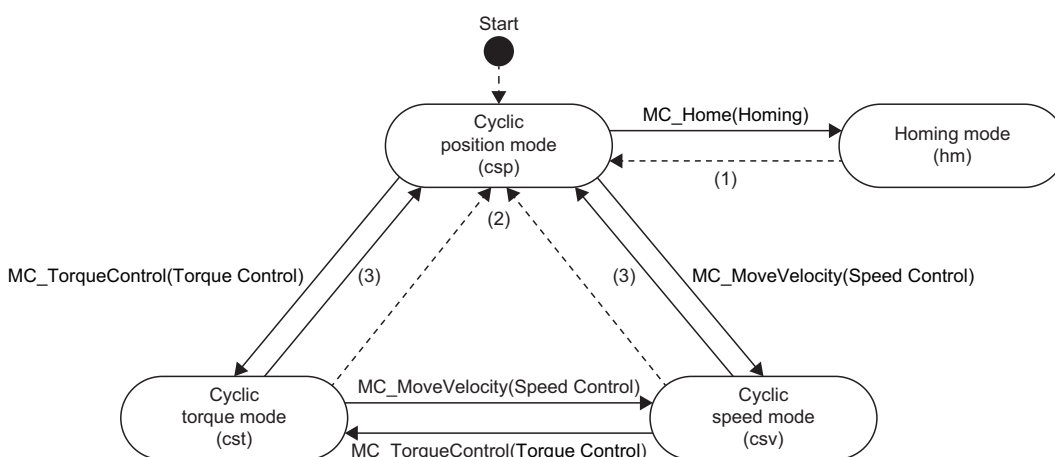 Start
Cyclic
position mode
(csp)
MC_Home(Homing)
Homing mode
(hm)
(1)
(2)
MC_TorqueControl(Torque Control)
(3)
(3)
MC_MoveVelocity(Speed Control)
Cyclic
torque mode
(cst)
MC_MoveVelocity(Speed Control)
Cyclic
speed mode
(csv)
MC_TorqueControl(Torque Control)